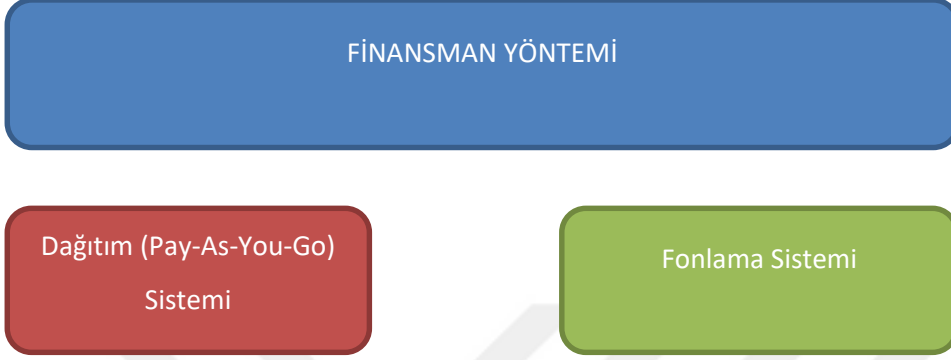 FİNANSMAN YÖNTEMİ
Dağıtım (Pay-As-You-Go)
Sistemi
Fonlama Sistemi